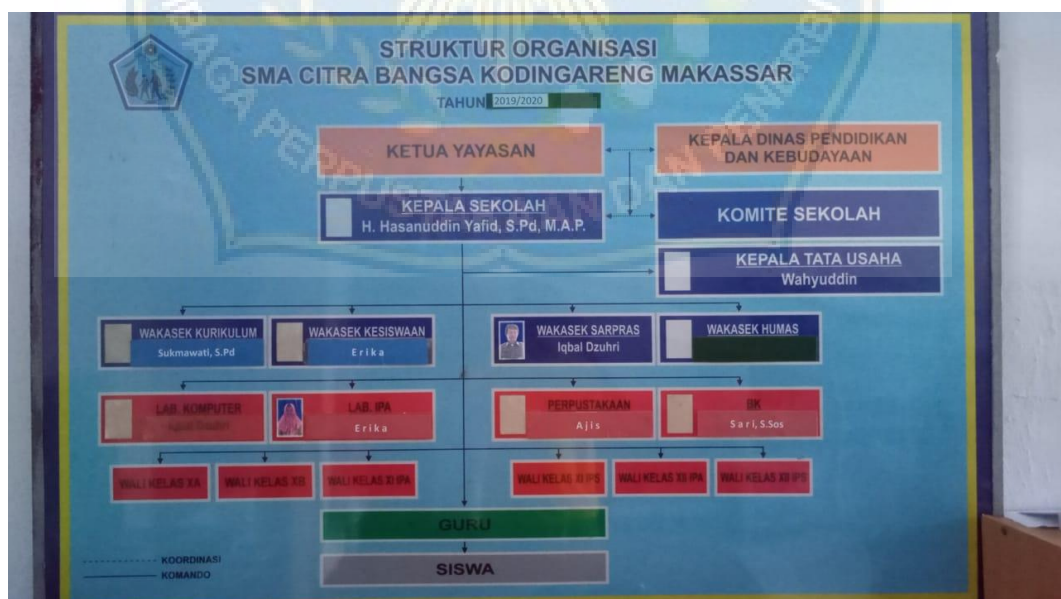 STRUKTUR ORGANISASI
SMA CITRA BANGSA KODINGARENG MAKASSAR
TAHUN 2019/2020
KETUA YAYASAN
KEPALA DINAS PENDIDIKAN
DAN KEBUDAYAAN
KEPALA SEKOLAH
H. Hasanuddin Yafid, S.Pd, M.A.P.
KOMITE SEKOLAH
KEPALA TATA USAHA
Wahyuddin
WAKASEK KURIKULUM
Sukmawati, S.Pd
WAKASEK KESISWAAN
Erika
WAKASEK SARPRAS
Iqbal Dzuhri
WAKASEK HUMAS
LAB. KOMPUTER
Iqbal Dzuhri
LAB. IPA
Erika
PERPUSTAKAAN
Ajis
BK
Sari, S.Sos
WALI KELAS XA
WALI KELAS XB
WALI KELAS XI IPA
WALI KELAS XI IPS
WALI KELAS XII IPA
WALI KELAS XII IPS
GURU
SISWA
KOORDINASI
KOMANDO